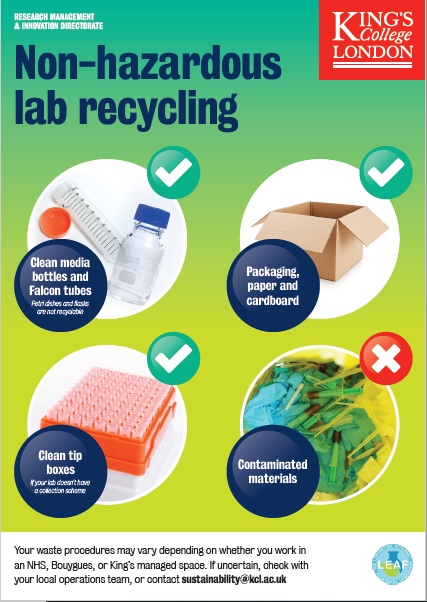 RESEARCH MANAGEMENT
& INNOVATION DIRECTORATE
KING'S
College
LONDON
Non-hazardous
lab recycling
Clean media
bottles and
Falcon tubes
Petri dishes and flasks
are not recyclable
Packaging,
paper and
cardboard
Clean tip
boxes
If your lab doesn't have
a collection scheme
Contaminated
materials
Your waste procedures may vary depending on whether you work in
an NHS, Bouygues, or King's managed space. If uncertain, check with
your local operations team, or contact sustainability@kcl.ac.uk
LEAF